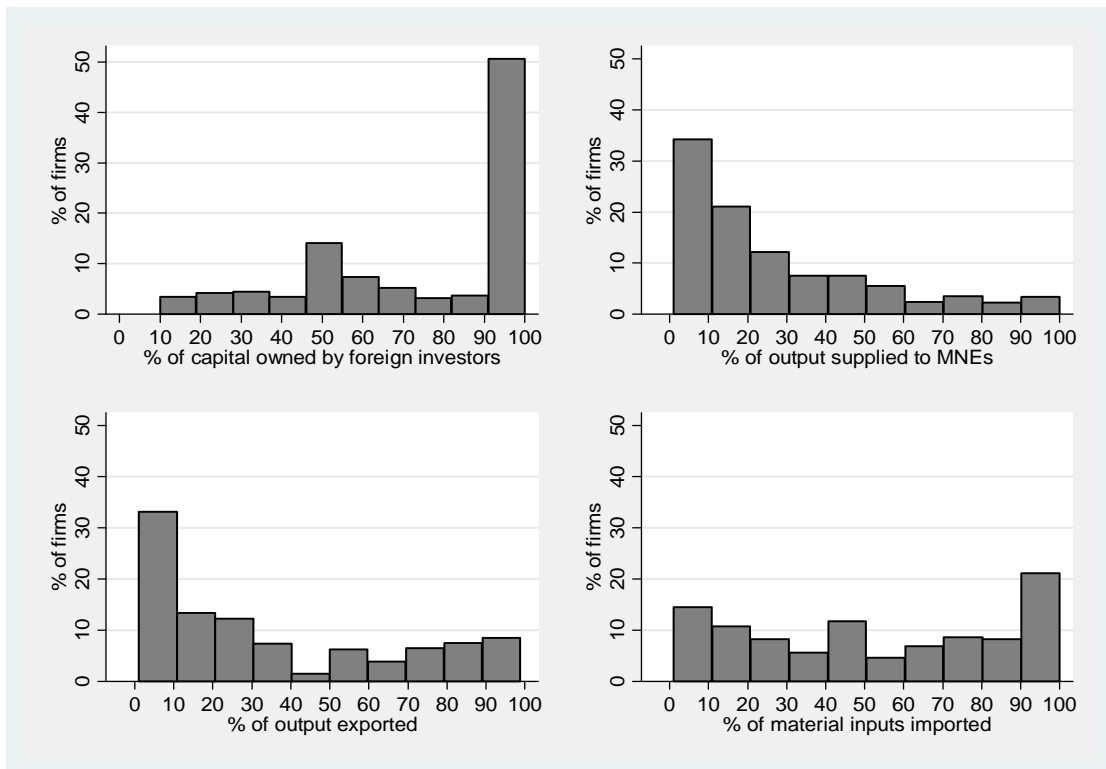 % of firms
50
40
30
20
10
0
0 10 20 30 40 50 60 70 80 90 100
% of capital owned by foreign investors
% of firms
50
40
30
20
10
0
0 10 20 30 40 50 60 70 80 90 100
% of output supplied to MNEs
% of firms
50
40
30
20
10
0
0 10 20 30 40 50 60 70 80 90 100
% of output exported
% of firms
50
40
30
20
10
0
0 10 20 30 40 50 60 70 80 90 100
% of material inputs imported